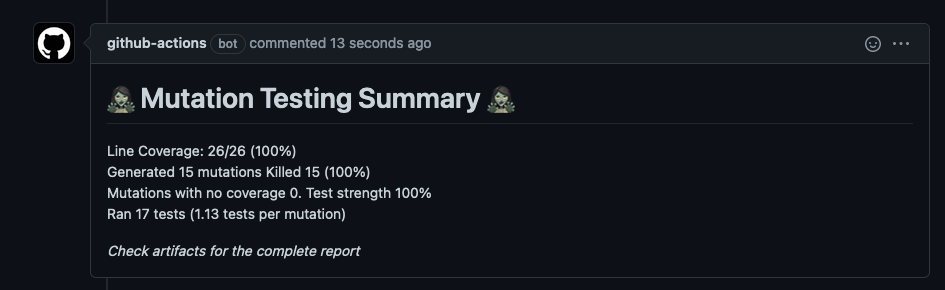 github-actions bot commented 13 seconds ago
Mutation Testing Summary
Line Coverage: 26/26 (100%)
Generated 15 mutations Killed 15 (100%)
Mutations with no coverage 0. Test strength 100%
Ran 17 tests (1.13 tests per mutation)
Check artifacts for the complete report